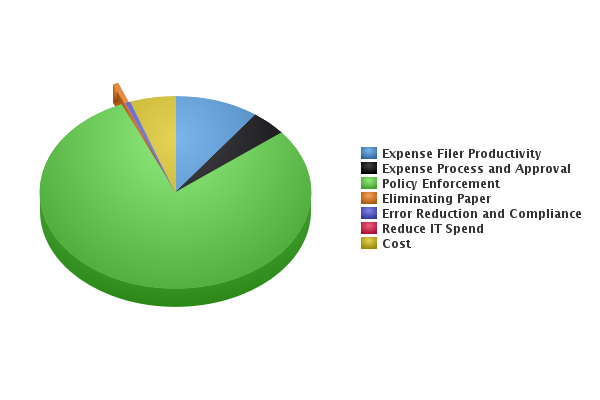 Expense Filer Productivity
Expense Process and Approval
Policy Enforcement
Eliminating Paper
Error Reduction and Compliance
Reduce IT Spend
Cost